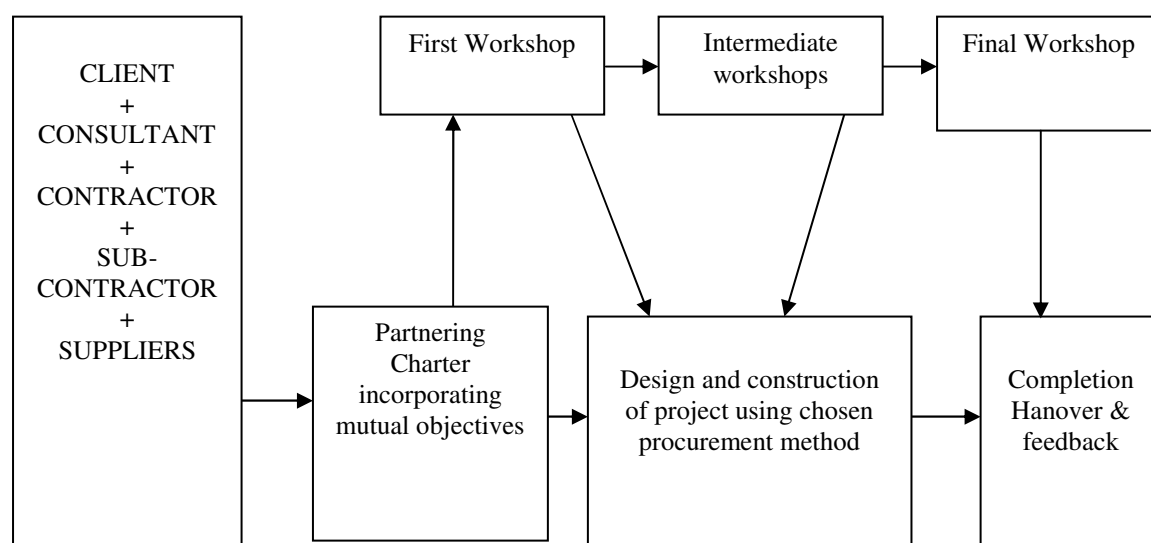 CLIENT
+
CONSULTANT
+
CONTRACTOR
+
SUB-
CONTRACTOR
+
SUPPLIERS
First Workshop
Intermediate
workshops
Final Workshop
Partnering
Charter
incorporating
mutual objectives
Design and construction
of project using chosen
procurement method
Completion
Hanover &
feedback